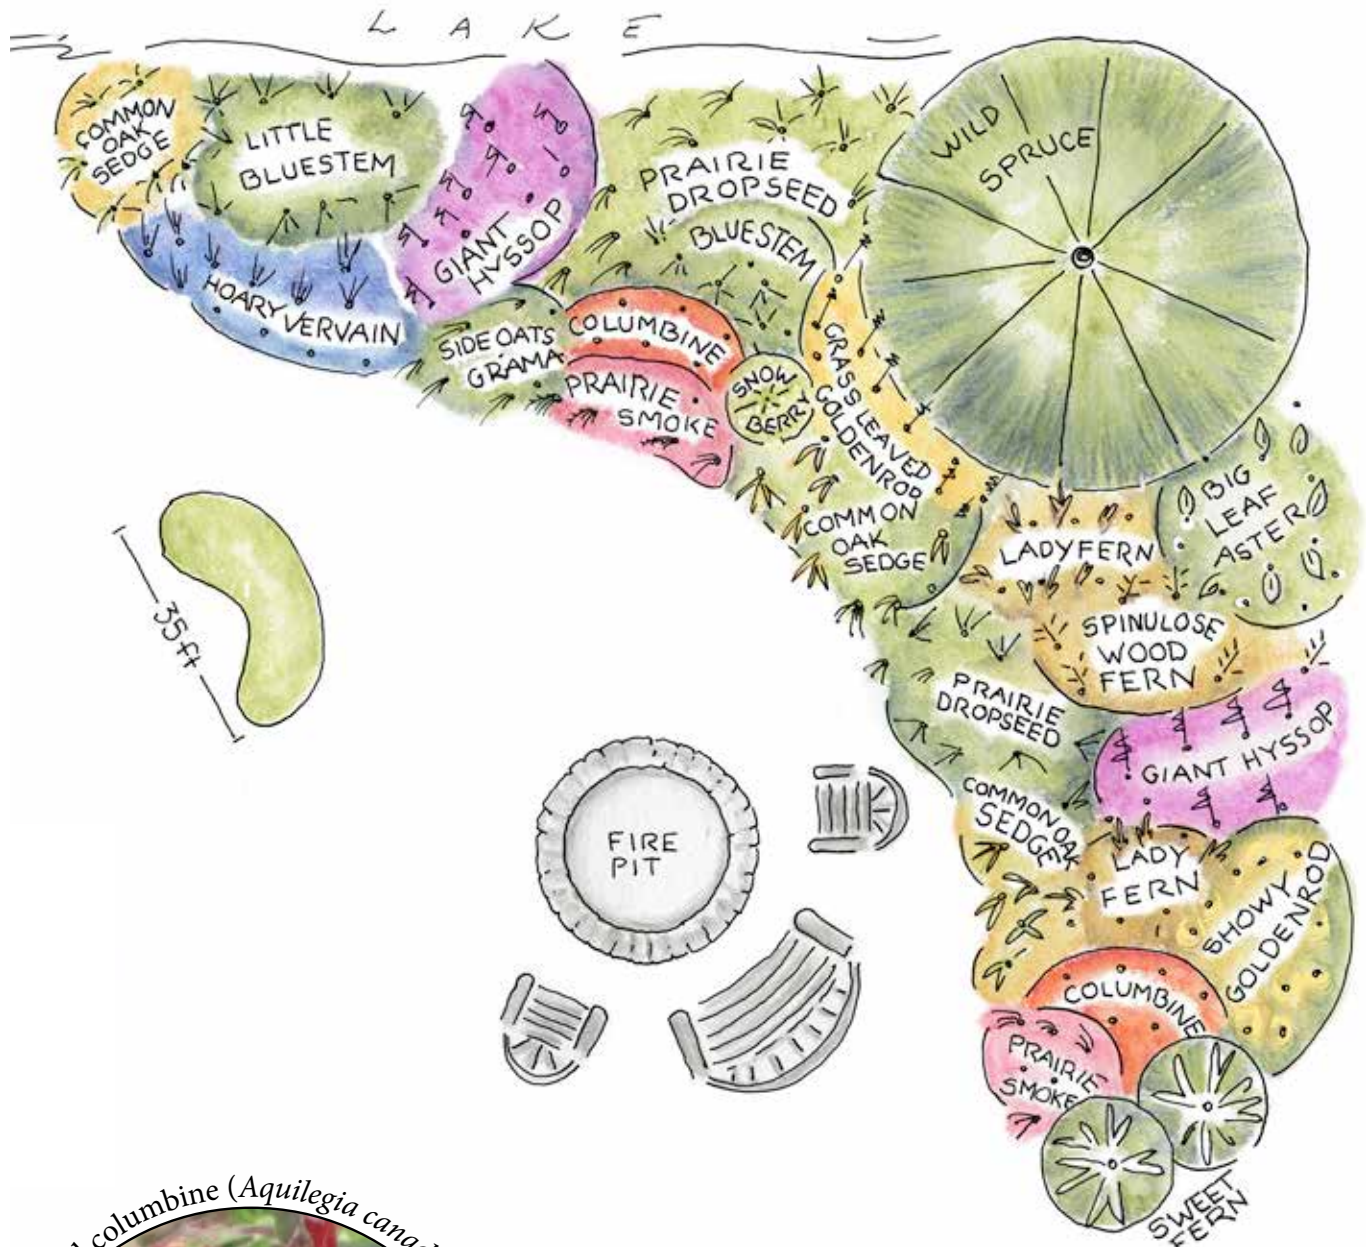 LAKE
COMMON
OAK
SEDGE
LITTLE
BLUESTEM
GIANT
HYSSOP
HOARY VERVAIN
PRAIRIE
DROPSEED
BLUESTEM
WILD
SPRUCE
SIDE OATS
GRAMA
COLUMBINE
PRAIRIE
SMOKE
SNOW
BERRY
GRASS LEAVED
GOLDENROD
COMMON
OAK
SEDGE
LADY FERN
BIG
LEAF
ASTER
SPINULOSE
WOOD
FERN
PRAIRIE
DROPSEED
GIANT HYSSOP
COMMON OAK
SEDGE
LADY
FERN
SHOWY
GOLDENROD
COLUMBINE
PRAIRIE
SMOKE
SWEET
FERN
35 ft
FIRE
PIT
columbine (Aquilegia